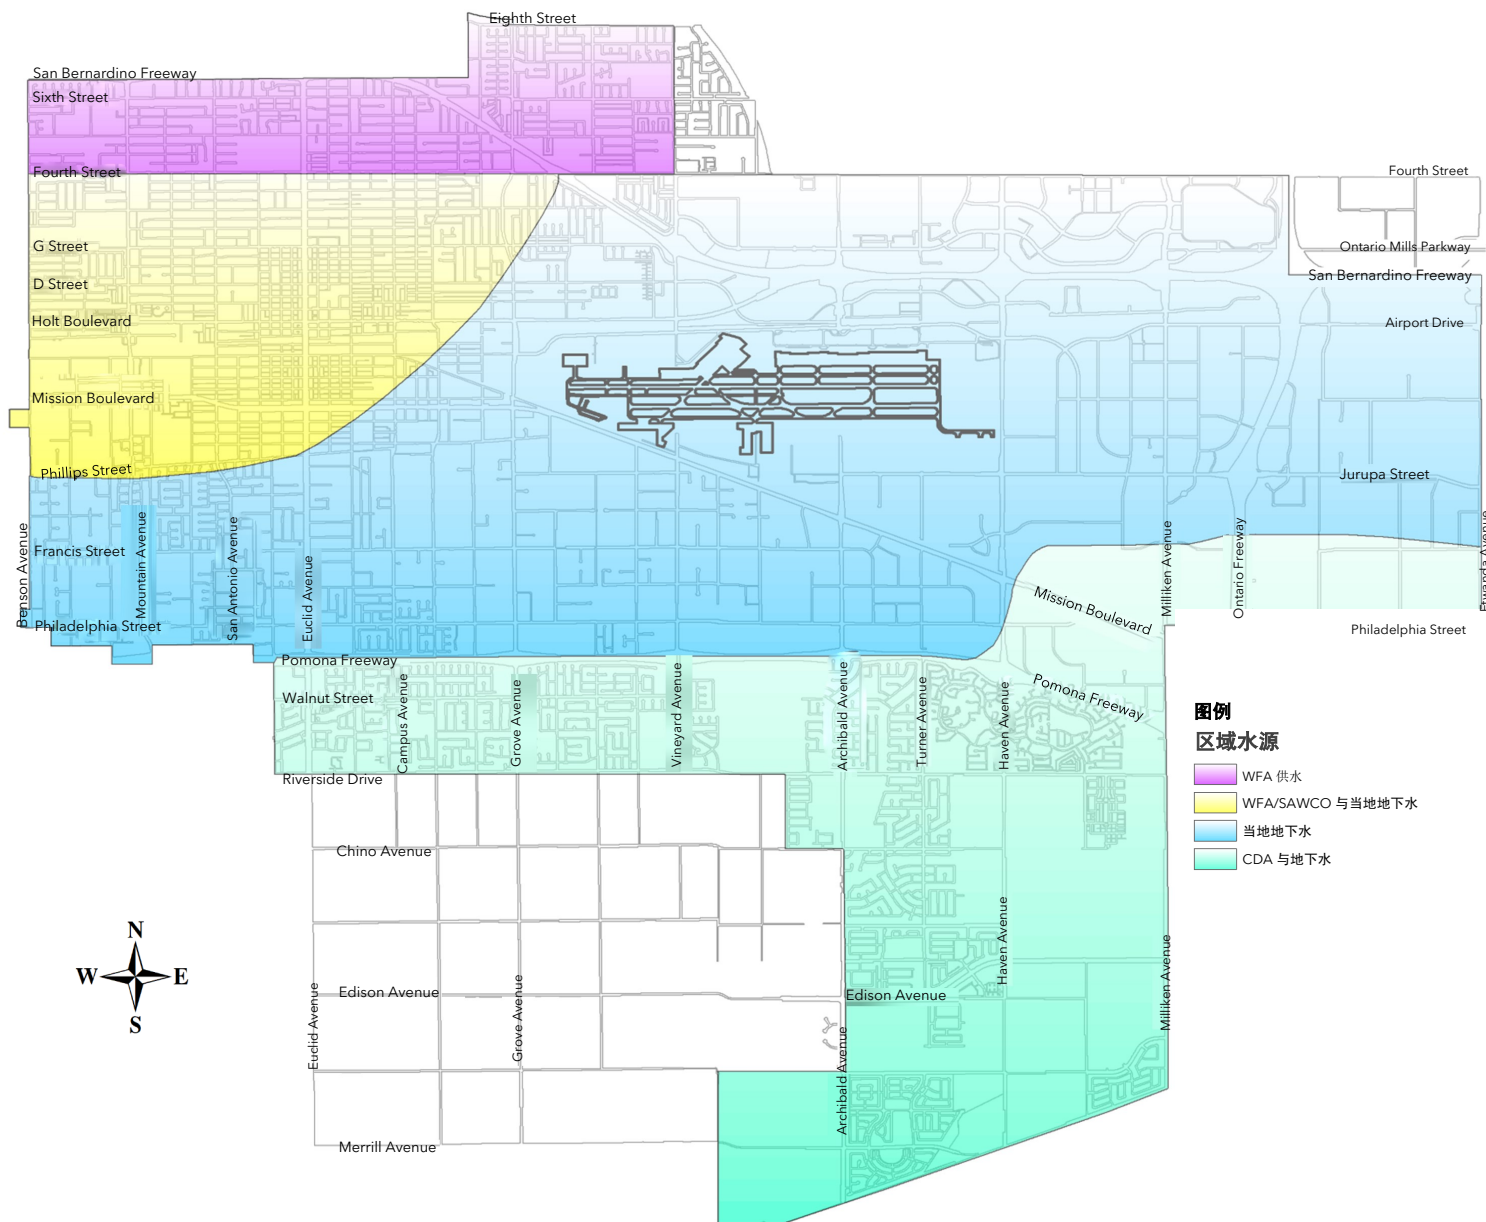 Eighth Street
San Bernardino Freeway
Sixth Street
Fourth Street
Fourth Street
G Street
Ontario Mills Parkway
San Bernardino Freeway
D Street
Holt Boulevard
Airport Drive
Mission Boulevard
Phillips Street
Jurupa Street
Benson Avenue
Mountain Avenue
San Antonio Avenue
Euclid Avenue
Francis Street
Milliken Avenue
Ontario Freeway
Etiwanda Avenue
Mission Boulevard
Philadelphia Street
Philadelphia Street
Pomona Freeway
Walnut Street
Campus Avenue
Grove Avenue
Vineyard Avenue
Archibald Avenue
Turner Avenue
Haven Avenue
Pomona Freeway
图例
区域水源
WFA 供水
WFA/SAWCO 与当地地下水
当地地下水
CDA 与地下水
Riverside Drive
Chino Avenue
Haven Avenue
Milliken Avenue
N
W
E
S
Edison Avenue
Edison Avenue
Euclid Avenue
Grove Avenue
Archibald Avenue
Merrill Avenue